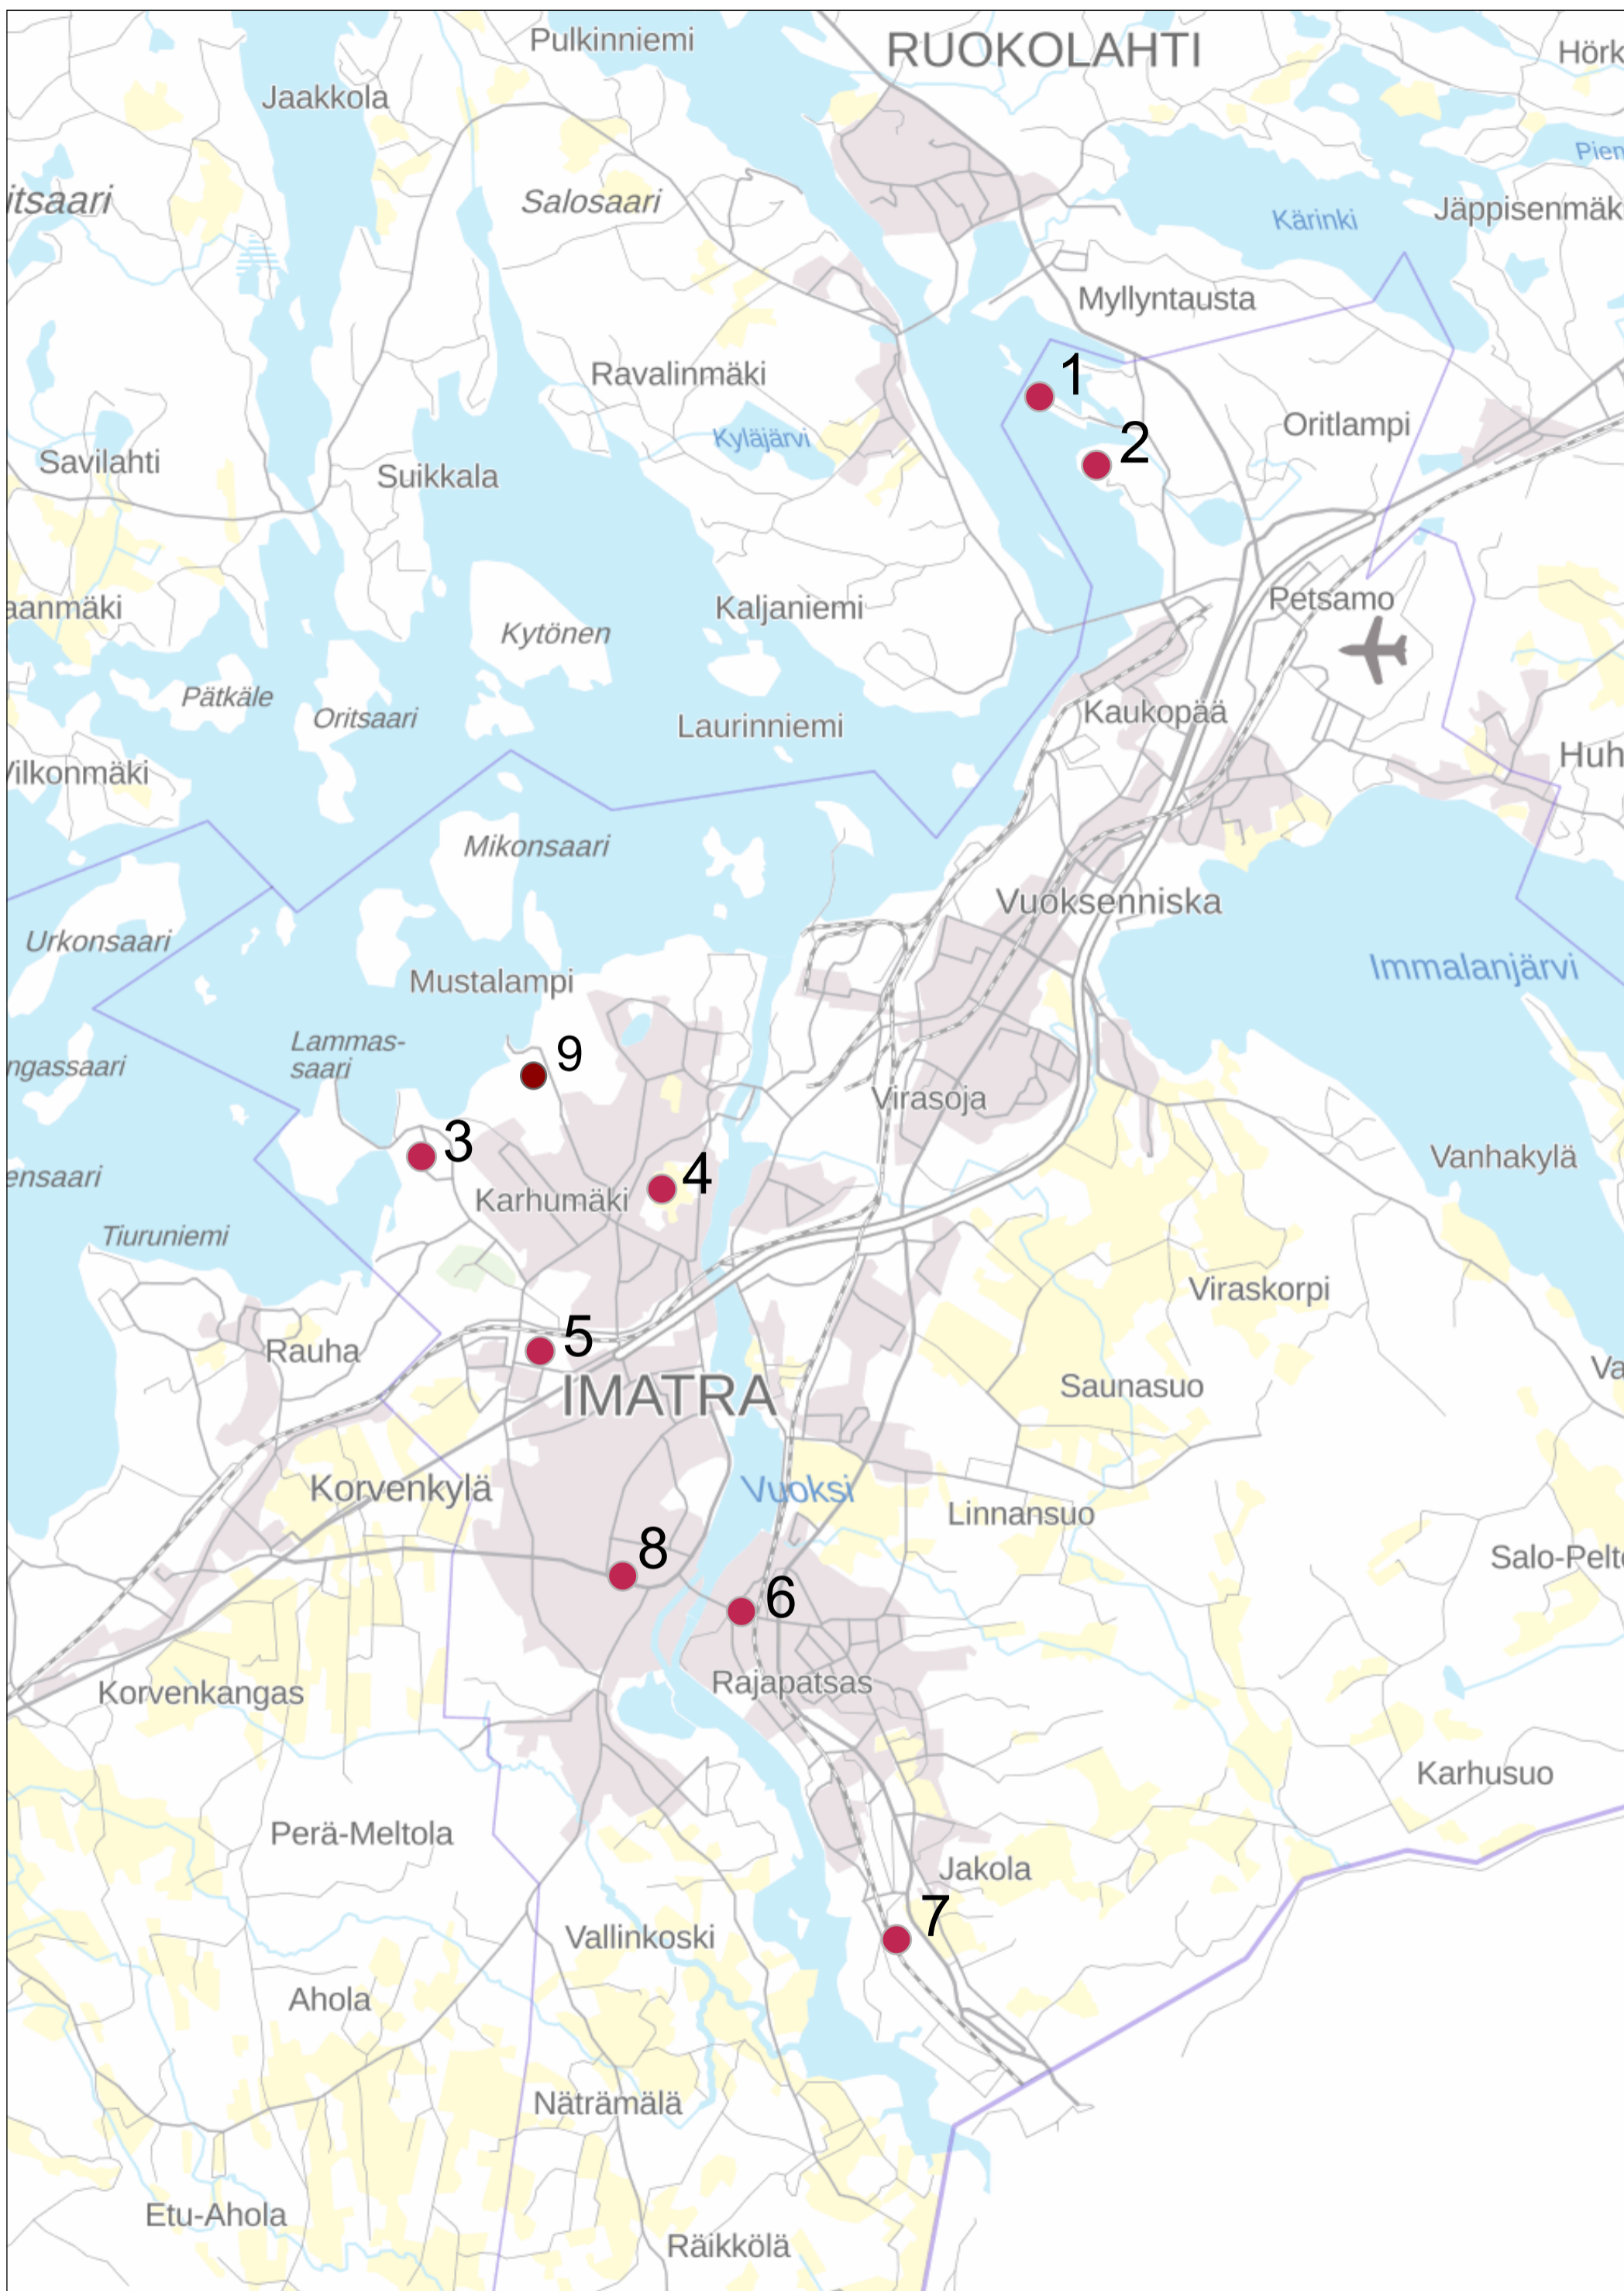 Pulkinniemi
RUOKOLAHTI
Hörk
Jaakkola
Pien
itsaari
Salosaari
Kärinki
Jäppisenmäk
Myllyntausta
Ravalinmäki
1
Kyläjärvi
2
Oritlampi
Savilahti
Suikkala
aanmäki
Kytönen
Kaljaniemi
Petsamo
Pätkäle
Oritsaari
Laurinniemi
Kaukopää
Vilkonmäki
Huh
Mikonsaari
Vuoksenniska
Urkonsaari
Mustalampi
Immalanjärvi
Lammas-
saari
9
ngassaari
Virasoja
3
4
Vanhakylä
ensaari
Karhumäki
Tiuruniemi
Viraskorpi
5
Rauha
Va
IMATRA
Saunasuo
Korvenkylä
Vuoksi
Linnansuo
8
Salo-Pelto
6
Korvenkangas
Rajapatsas
Karhusuo
Perä-Meltola
Jakola
7
Vallinkoski
Ahola
Näträmälä
Etu-Ahola
Räikkölä